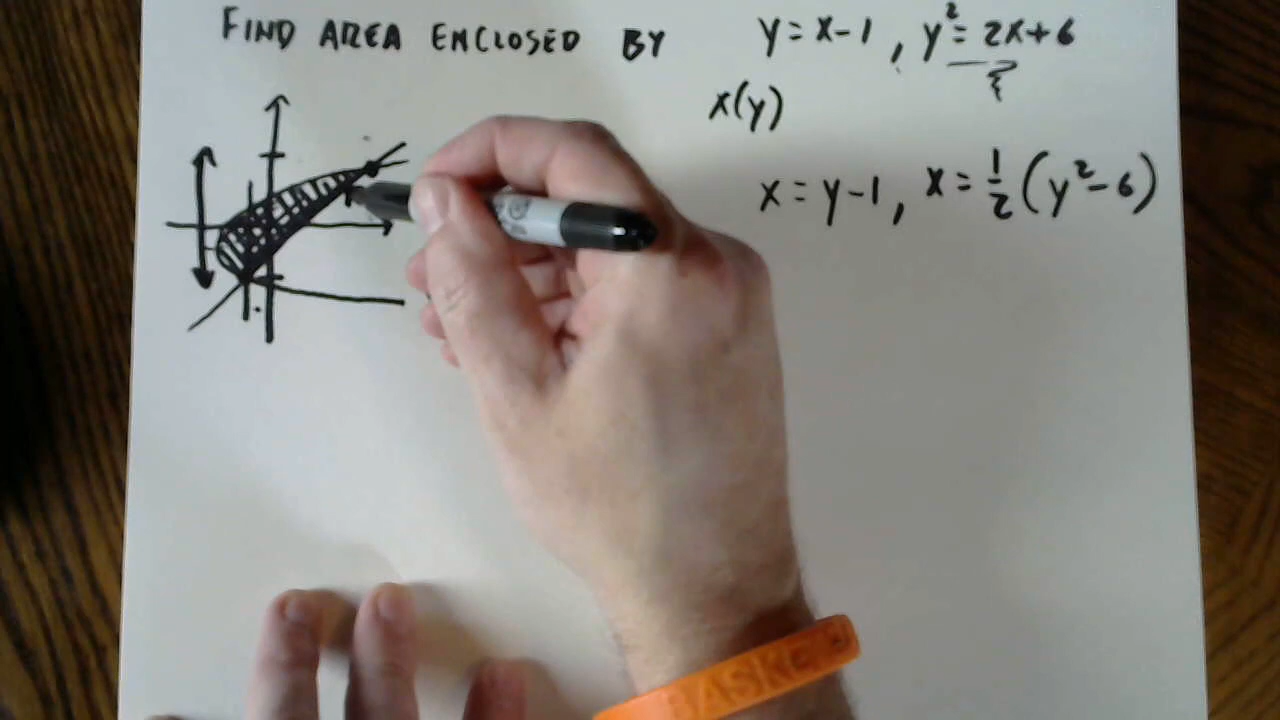 FIND AREA ENCLOSED BY y = x-1 , y² = 2x+6
x(y)
x = y-1 , x = 1/2 (y² - 6)